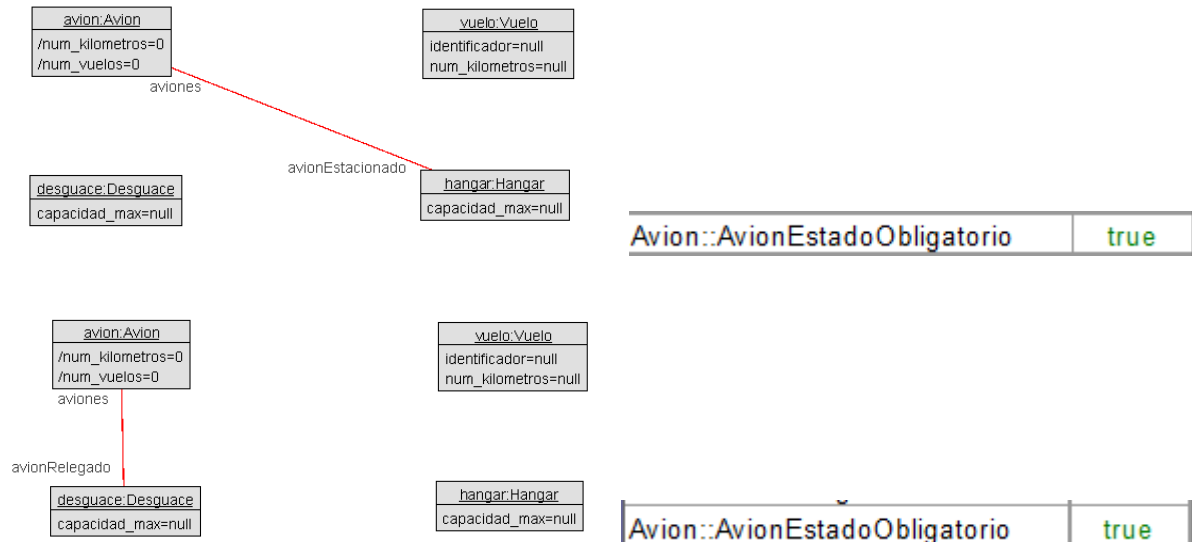 avion:Avion
/num_kilometros=0
/num_vuelos=0
aviones
vuelo:Vuelo
identificador=null
num_kilometros=null
avionEstacionado
desguace:Desguace
capacidad_max=null
hangar:Hangar
capacidad_max=null
Avion::AvionEstadoObligatorio true
avion:Avion
/num_kilometros=0
/num_vuelos=0
aviones
vuelo:Vuelo
identificador=null
num_kilometros=null
avionRelegado
desguace:Desguace
capacidad_max=null
hangar:Hangar
capacidad_max=null
Avion::AvionEstadoObligatorio true